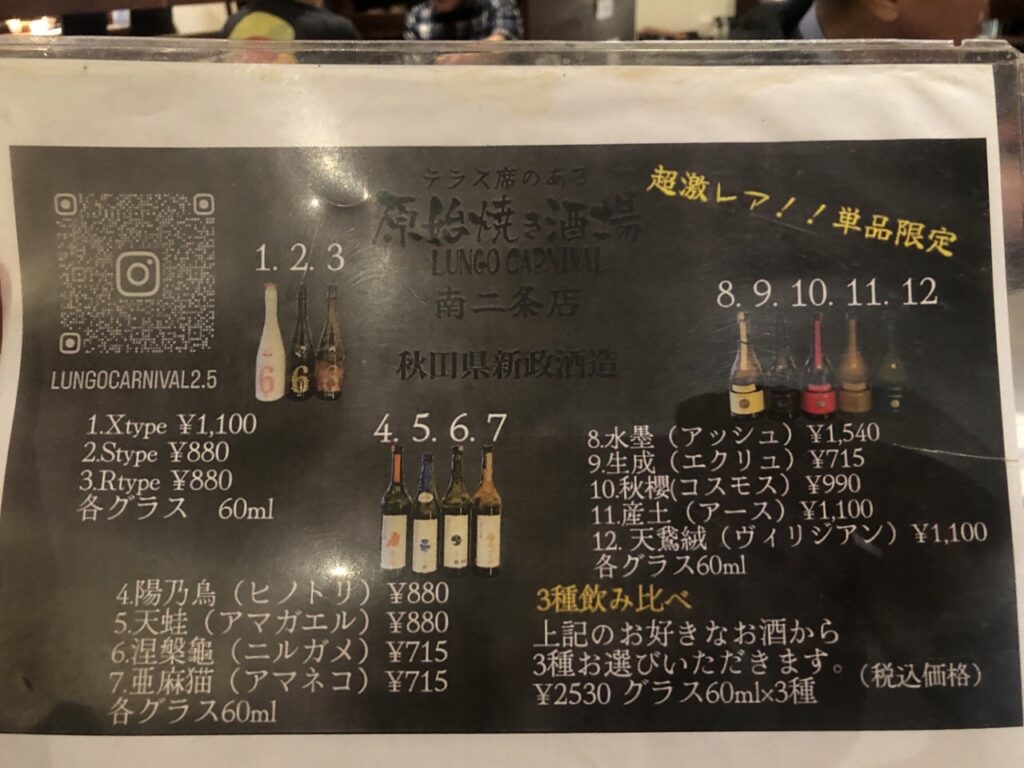 テラス席のある
原始焼き酒場
LUNGO CARNIVAL
南二条店
秋田県新政酒造
超激レア！！単品限定
LUNGOCARNIVAL2.5
1. 2. 3
1.Xtype ¥1,100
2.Stype ¥880
3.Rtype ¥880
各グラス 60ml
4. 5. 6. 7
4.陽乃鳥（ヒノトリ）¥880
5.天蛙（アマガエル）¥880
6.涅槃龜（ニルガメ）¥715
7.亜麻猫（アマネコ）¥715
各グラス60ml
8. 9. 10. 11. 12
8.水墨（アッシュ）¥1,540
9.生成（エクリュ）¥715
10.秋櫻(コスモス）¥990
11.産土（アース）¥1,100
12. 天鵞絨（ヴィリジアン）¥1,100
各グラス60ml
3種飲み比べ
上記のお好きなお酒から
3種お選びいただきます。
¥2530 グラス60ml×3種
（税込価格）